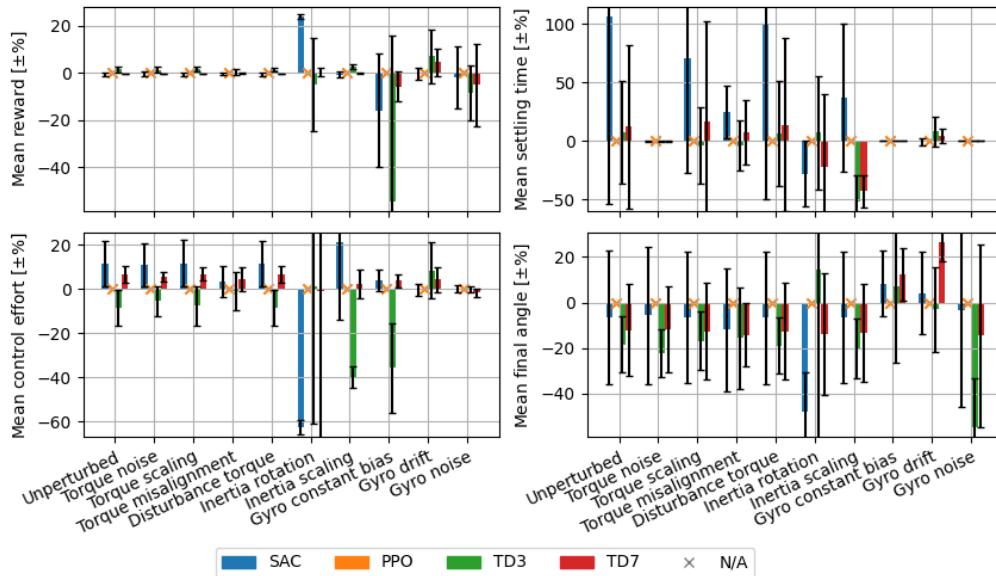 Mean reward [±%]
20
0
−20
−40
Mean settling time [±%]
100
50
0
−50
Mean control effort [±%]
20
0
−20
−40
−60
Mean final angle [±%]
20
0
−20
−40
Unperturbed
Torque noise
Torque scaling
Torque misalignment
Disturbance torque
Inertia rotation
Inertia scaling
Gyro constant bias
Gyro drift
Gyro noise
Unperturbed
Torque noise
Torque scaling
Torque misalignment
Disturbance torque
Inertia rotation
Inertia scaling
Gyro constant bias
Gyro drift
Gyro noise
SAC PPO TD3 TD7 N/A